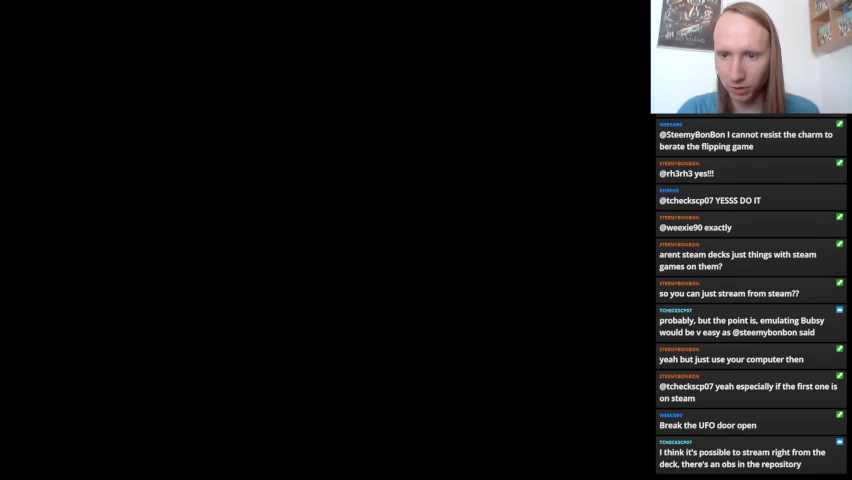 WEEXIE90
@SteemyBonBon I cannot resist the charm to
berate the flipping game
STEEMYBONBON
@rh3rh3 yes!!!
RH3RH3
@tcheckscp07 YESSS DO IT
STEEMYBONBON
@weexie90 exactly
STEEMYBONBON
arent steam decks just things with steam
games on them?
STEEMYBONBON
so you can just stream from steam??
TCHECKSCP07
probably, but the point is, emulating Bubsy
would be v easy as @steemybonbon said
STEEMYBONBON
yeah but just use your computer then
STEEMYBONBON
@tcheckscp07 yeah especially if the first one is
on steam
WEEXIE90
Break the UFO door open
TCHECKSCP07
I think it's possible to stream right from the
deck, there's an obs in the repository